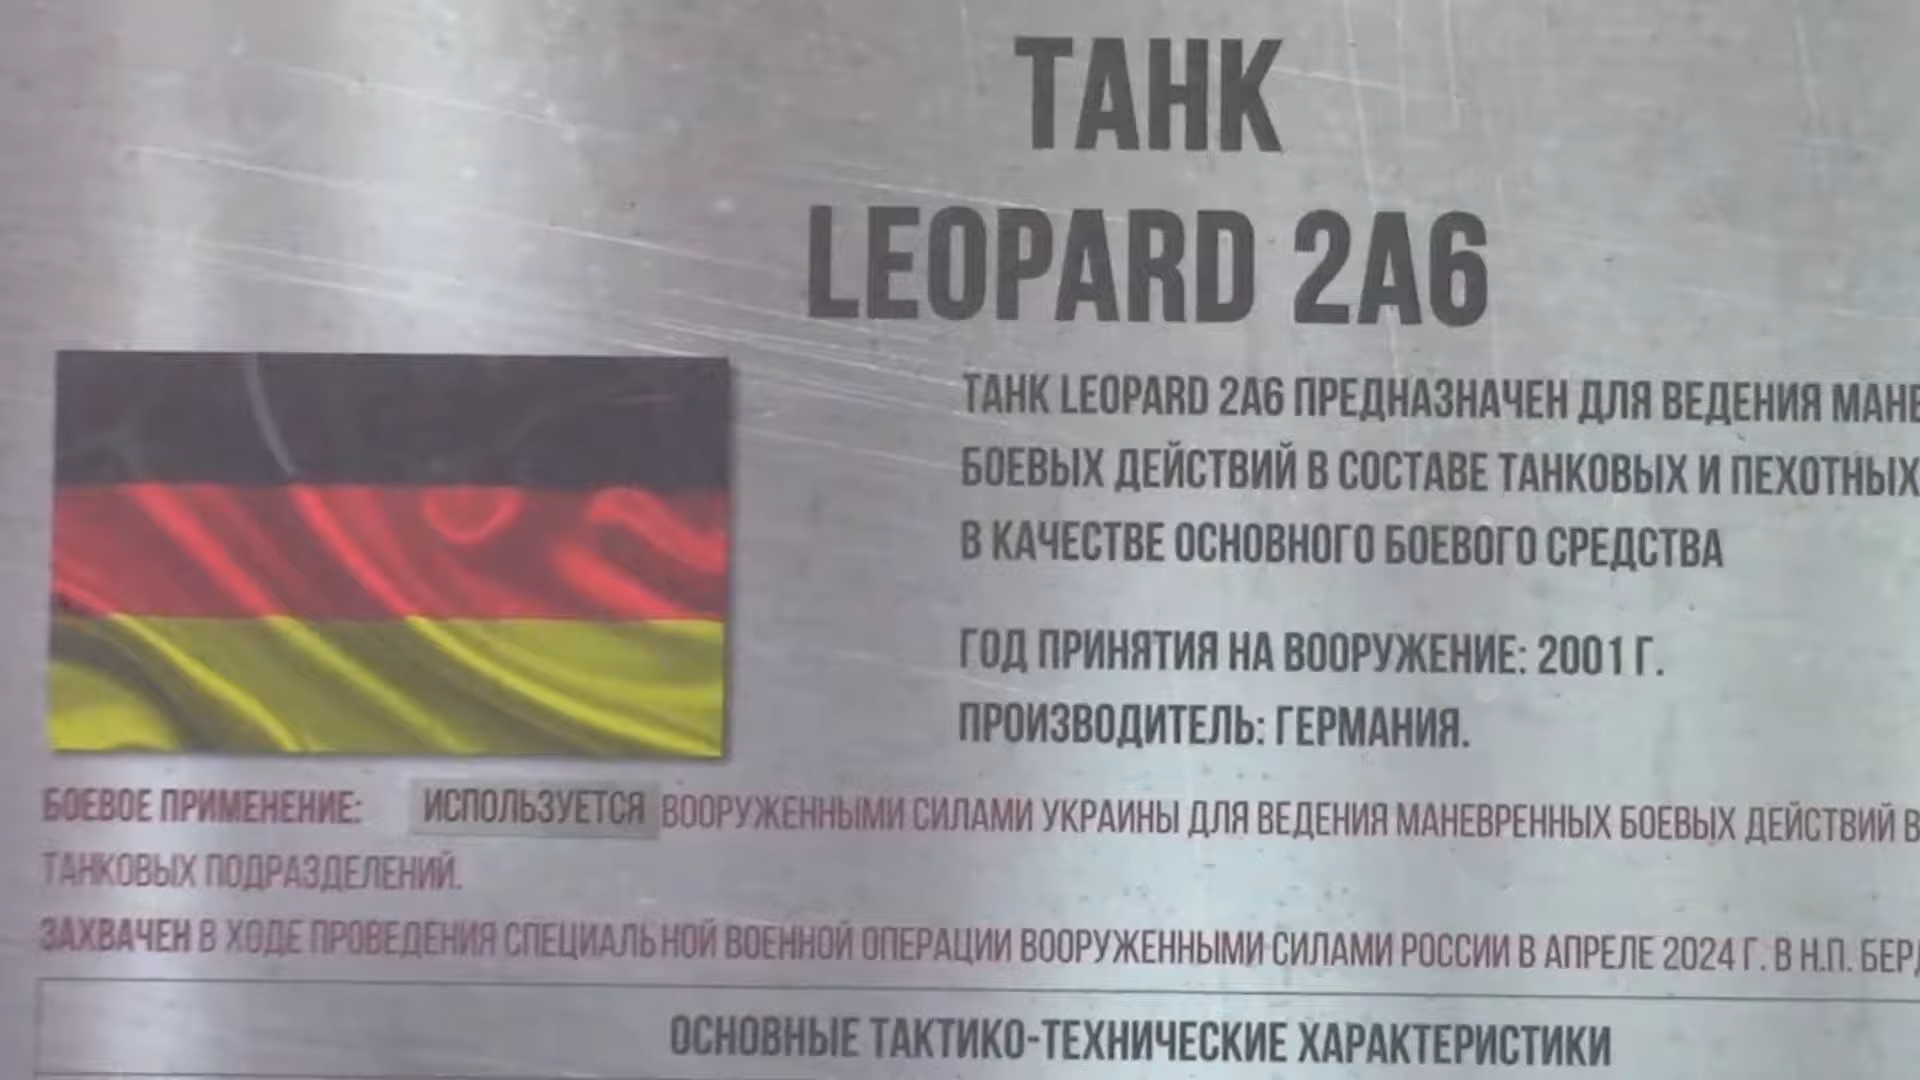 ТАНК
LEOPARD 2A6
ТАНК LEOPARD 2A6 ПРЕДНАЗНАЧЕН ДЛЯ ВЕДЕНИЯ МАНЕ
БОЕВЫХ ДЕЙСТВИЙ В СОСТАВЕ ТАНКОВЫХ И ПЕХОТНЫХ
В КАЧЕСТВЕ ОСНОВНОГО БОЕВОГО СРЕДСТВА
ГОД ПРИНЯТИЯ НА ВООРУЖЕНИЕ: 2001 Г.
ПРОИЗВОДИТЕЛЬ: ГЕРМАНИЯ.
БОЕВОЕ ПРИМЕНЕНИЕ: ИСПОЛЬЗУЕТСЯ ВООРУЖЕННЫМИ СИЛАМИ УКРАИНЫ ДЛЯ ВЕДЕНИЯ МАНЕВРЕННЫХ БОЕВЫХ ДЕЙСТВИЙ В
ТАНКОВЫХ ПОДРАЗДЕЛЕНИЙ.
ЗАХВАЧЕН В ХОДЕ ПРОВЕДЕНИЯ СПЕЦИАЛЬНОЙ ВОЕННОЙ ОПЕРАЦИИ ВООРУЖЕННЫМИ СИЛАМИ РОССИИ В АПРЕЛЕ 2024 Г. В Н.П. БЕРД
ОСНОВНЫЕ ТАКТИКО-ТЕХНИЧЕСКИЕ ХАРАКТЕРИСТИКИ